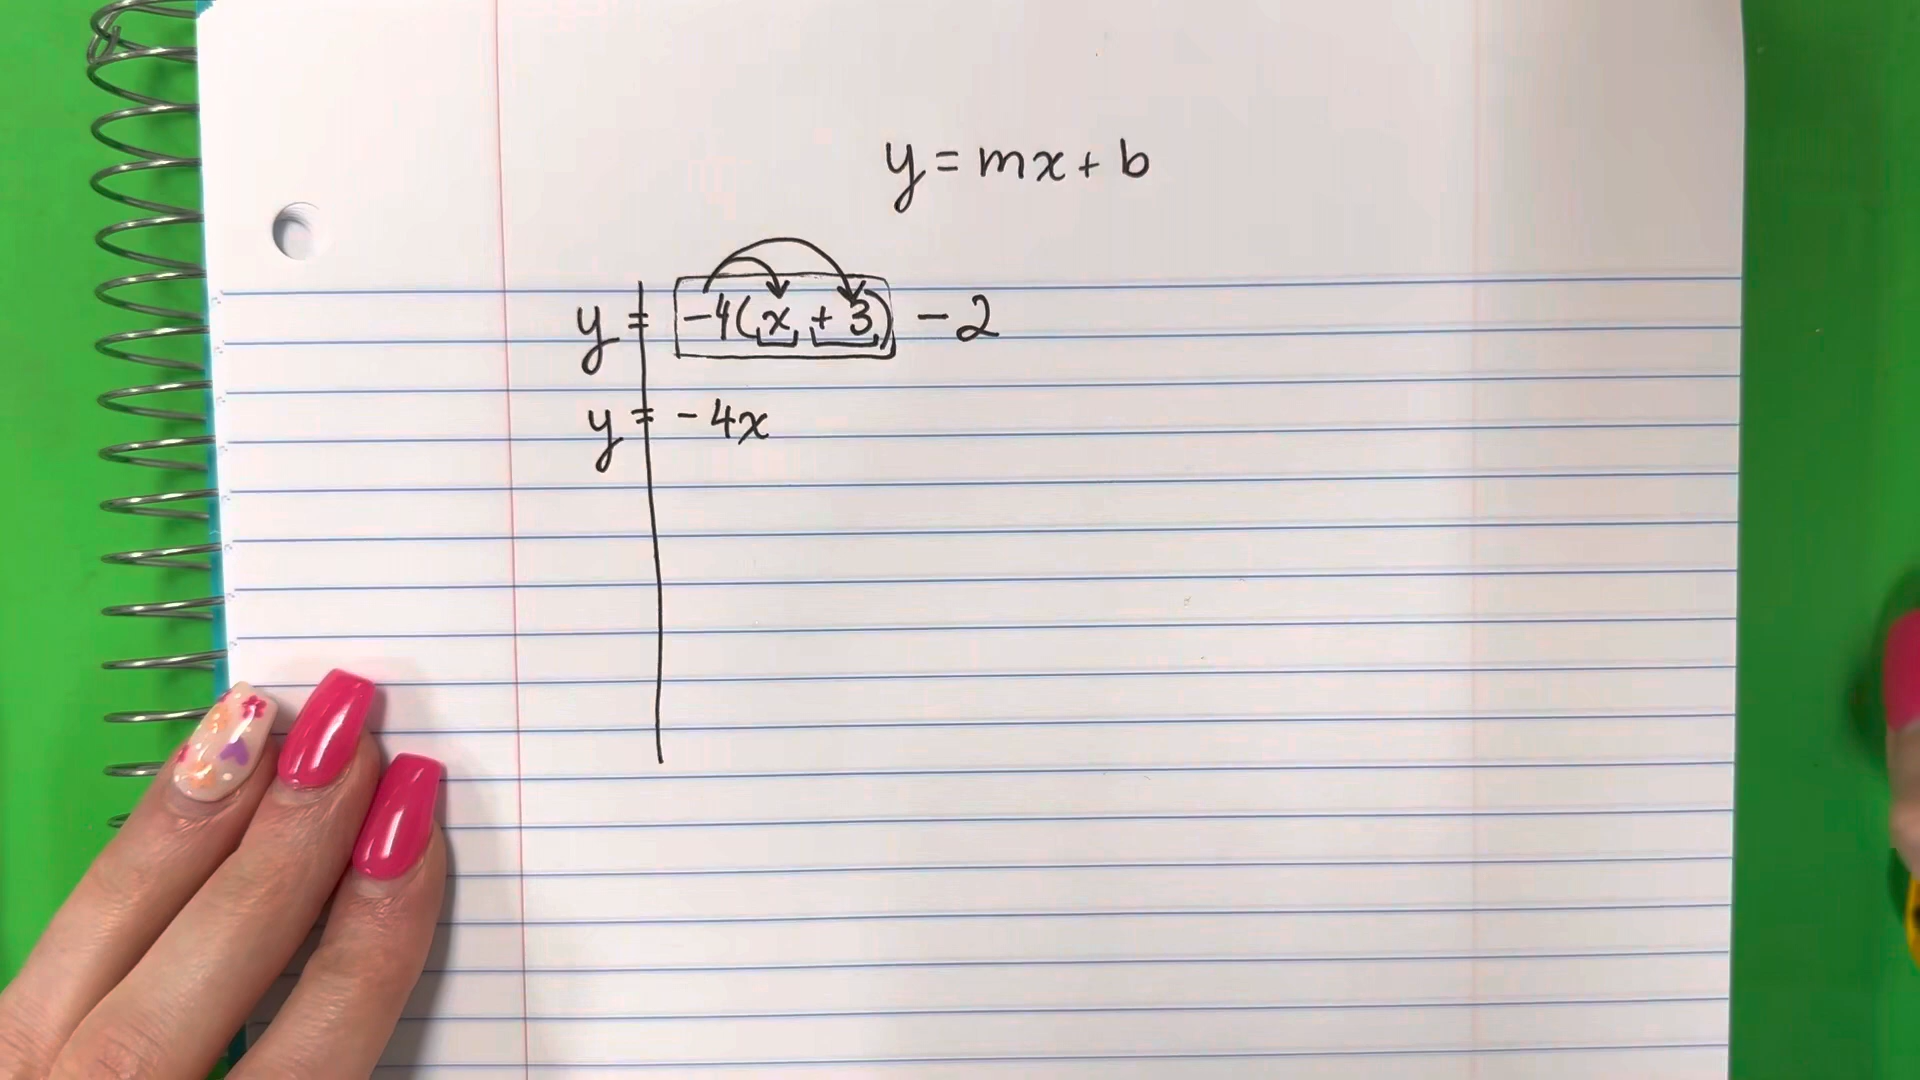 y = mx + b
y = -4(x + 3) - 2
y = -4x